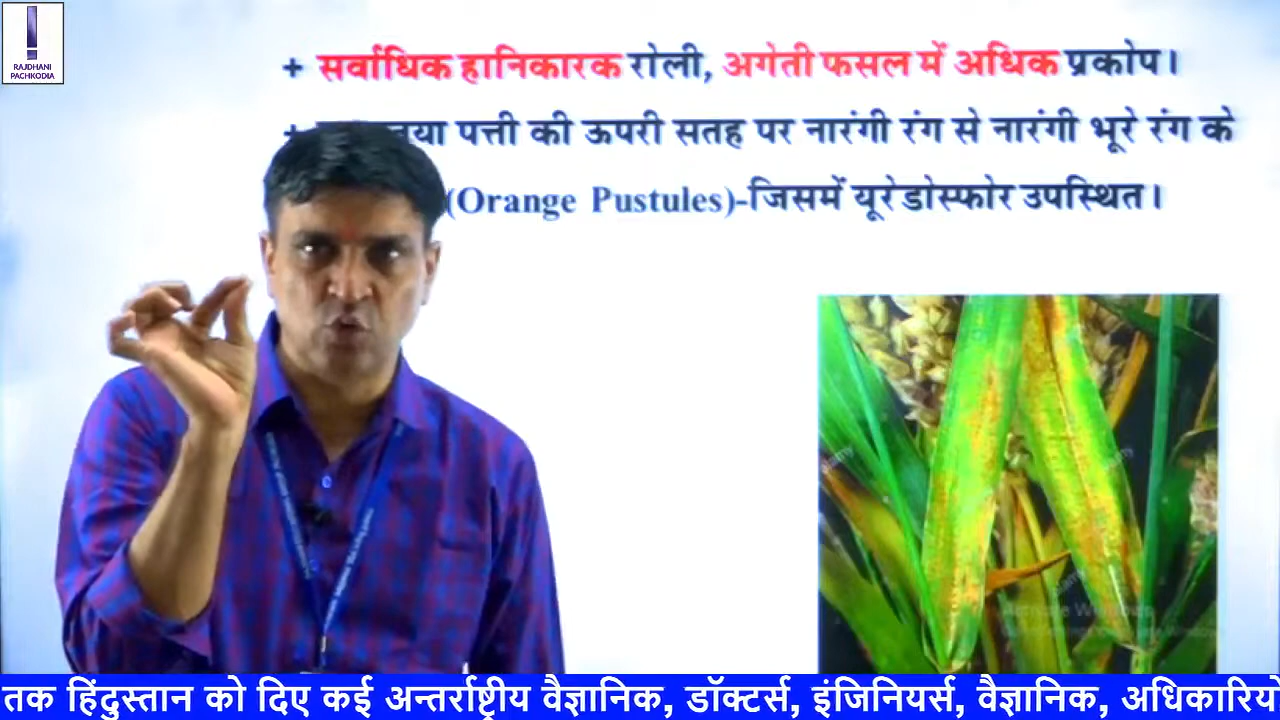 RAJDHANI
PACHKODIA
+ सर्वाधिक हानिकारक रोली, अगेती फसल में अधिक प्रकोप।
पत्ती की ऊपरी सतह पर नारंगी रंग से नारंगी भूरे रंग के
(Orange Pustules)-जिसमें यूरेडोस्फोर उपस्थित।
तक हिंदुस्तान को दिए कई अन्तर्राष्ट्रीय वैज्ञानिक, डॉक्टर्स, इंजिनियर्स, वैज्ञानिक, अधिकारियो